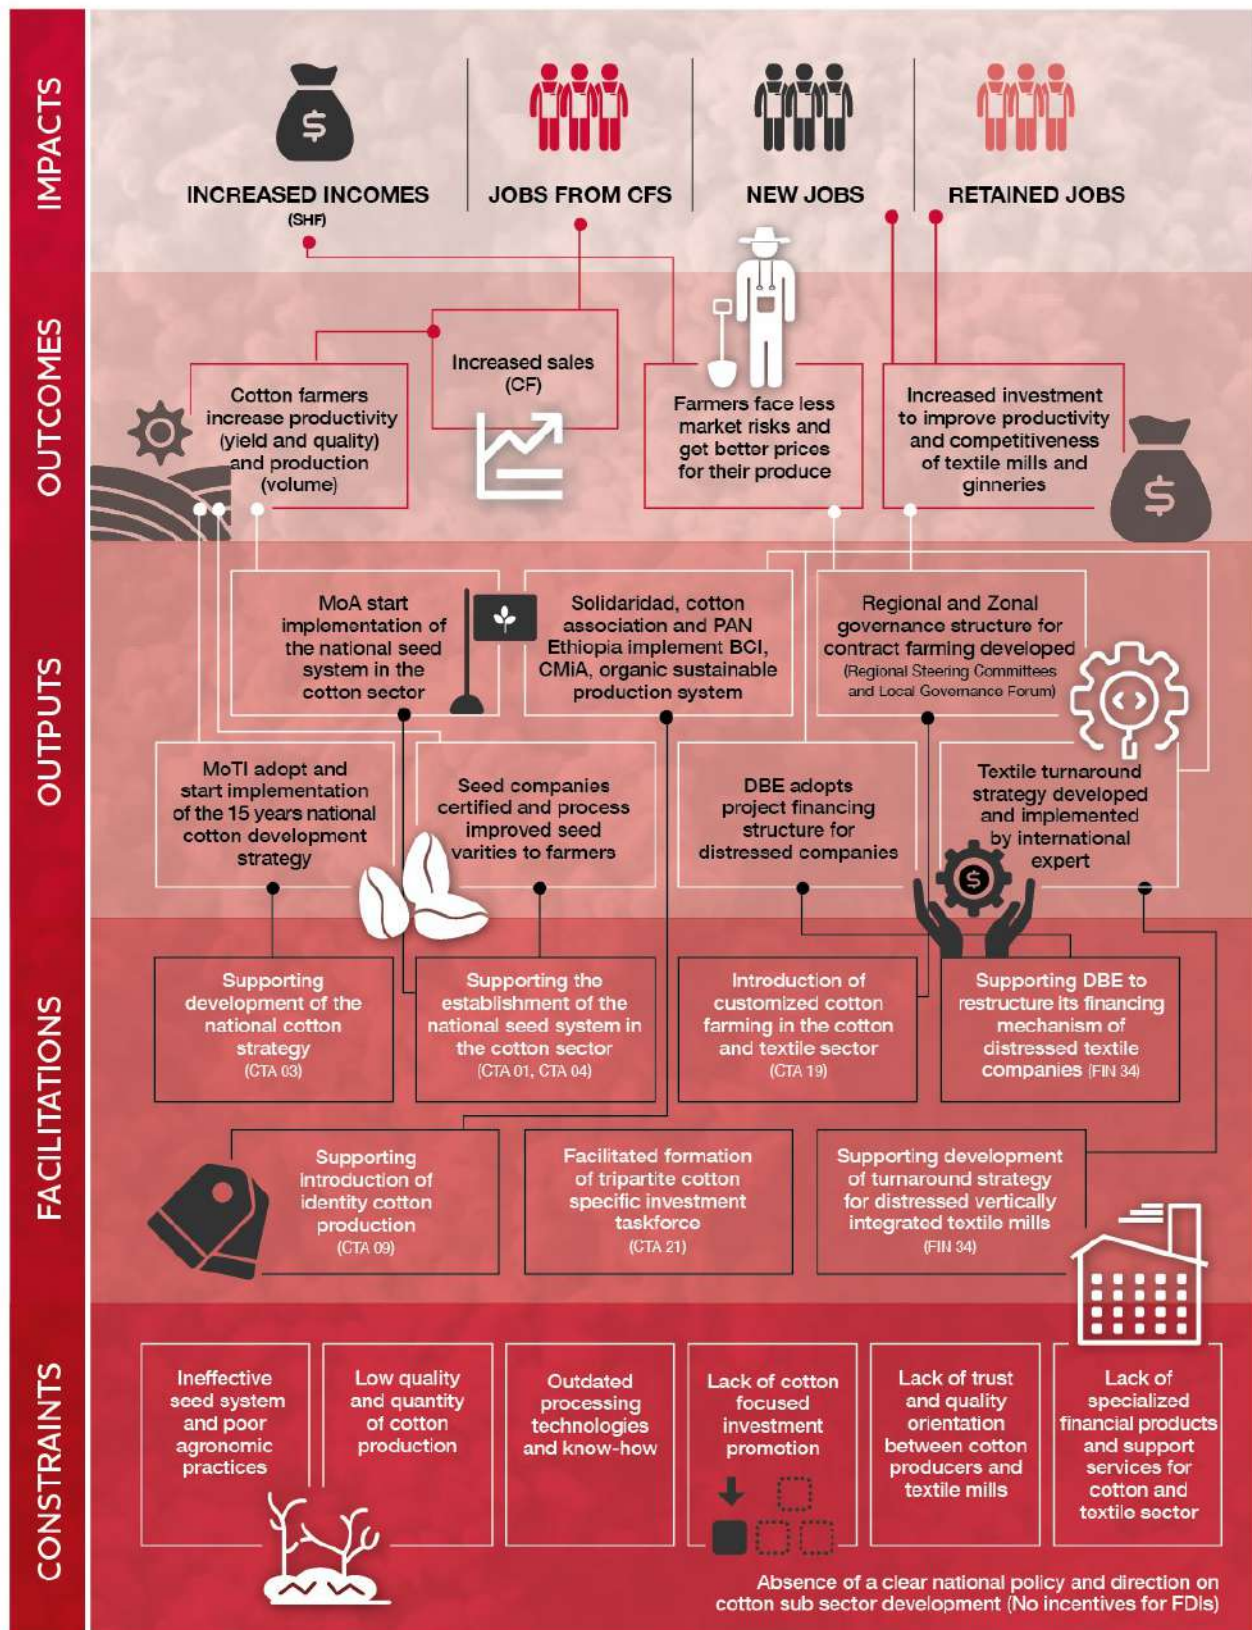 IMPACTS
$
INCREASED INCOMES
(SHF)
JOBS FROM CFS
NEW JOBS
RETAINED JOBS
OUTCOMES
Cotton farmers
increase productivity
(yield and quality)
and production
(volume)
Increased sales
(CF)
Farmers face less
market risks and
get better prices
for their produce
Increased investment
to improve productivity
and competitiveness
of textile mills and
ginneries
$
OUTPUTS
MoA start
implementation of
the national seed
system in the
cotton sector
Solidaridad, cotton
association and PAN
Ethiopia implement BCI,
CMiA, organic sustainable
production system
Regional and Zonal
governance structure for
contract farming developed
(Regional Steering Committees
and Local Governance Forum)
MoTI adopt and
start implementation
of the 15 years national
cotton development
strategy
Seed companies
certified and process
improved seed
varities to farmers
DBE adopts
project financing
structure for
distressed companies
Textile turnaround
strategy developed
and implemented
by international
expert
$
FACILITATIONS
Supporting
development of the
national cotton
strategy
(CTA 03)
Supporting the
establishment of the
national seed system in
the cotton sector
(CTA 01, CTA 04)
Introduction of
customized cotton
farming in the cotton
and textile sector
(CTA 19)
Supporting DBE to
restructure its financing
mechanism of
distressed textile
companies (FIN 34)
Supporting
introduction of
identity cotton
production
(CTA 09)
Facilitated formation
of tripartite cotton
specific investment
taskforce
(CTA 21)
Supporting development
of turnaround strategy
for distressed vertically
integrated textile mills
(FIN 34)
CONSTRAINTS
Ineffective
seed system
and poor
agronomic
practices
Low quality
and quantity
of cotton
production
Outdated
processing
technologies
and know-how
Lack of cotton
focused
investment
promotion
Lack of trust
and quality
orientation
between cotton
producers and
textile mills
Lack of
specialized
financial products
and support
services for
cotton and
textile sector
Absence of a clear national policy and direction on
cotton sub sector development (No incentives for FDIs)